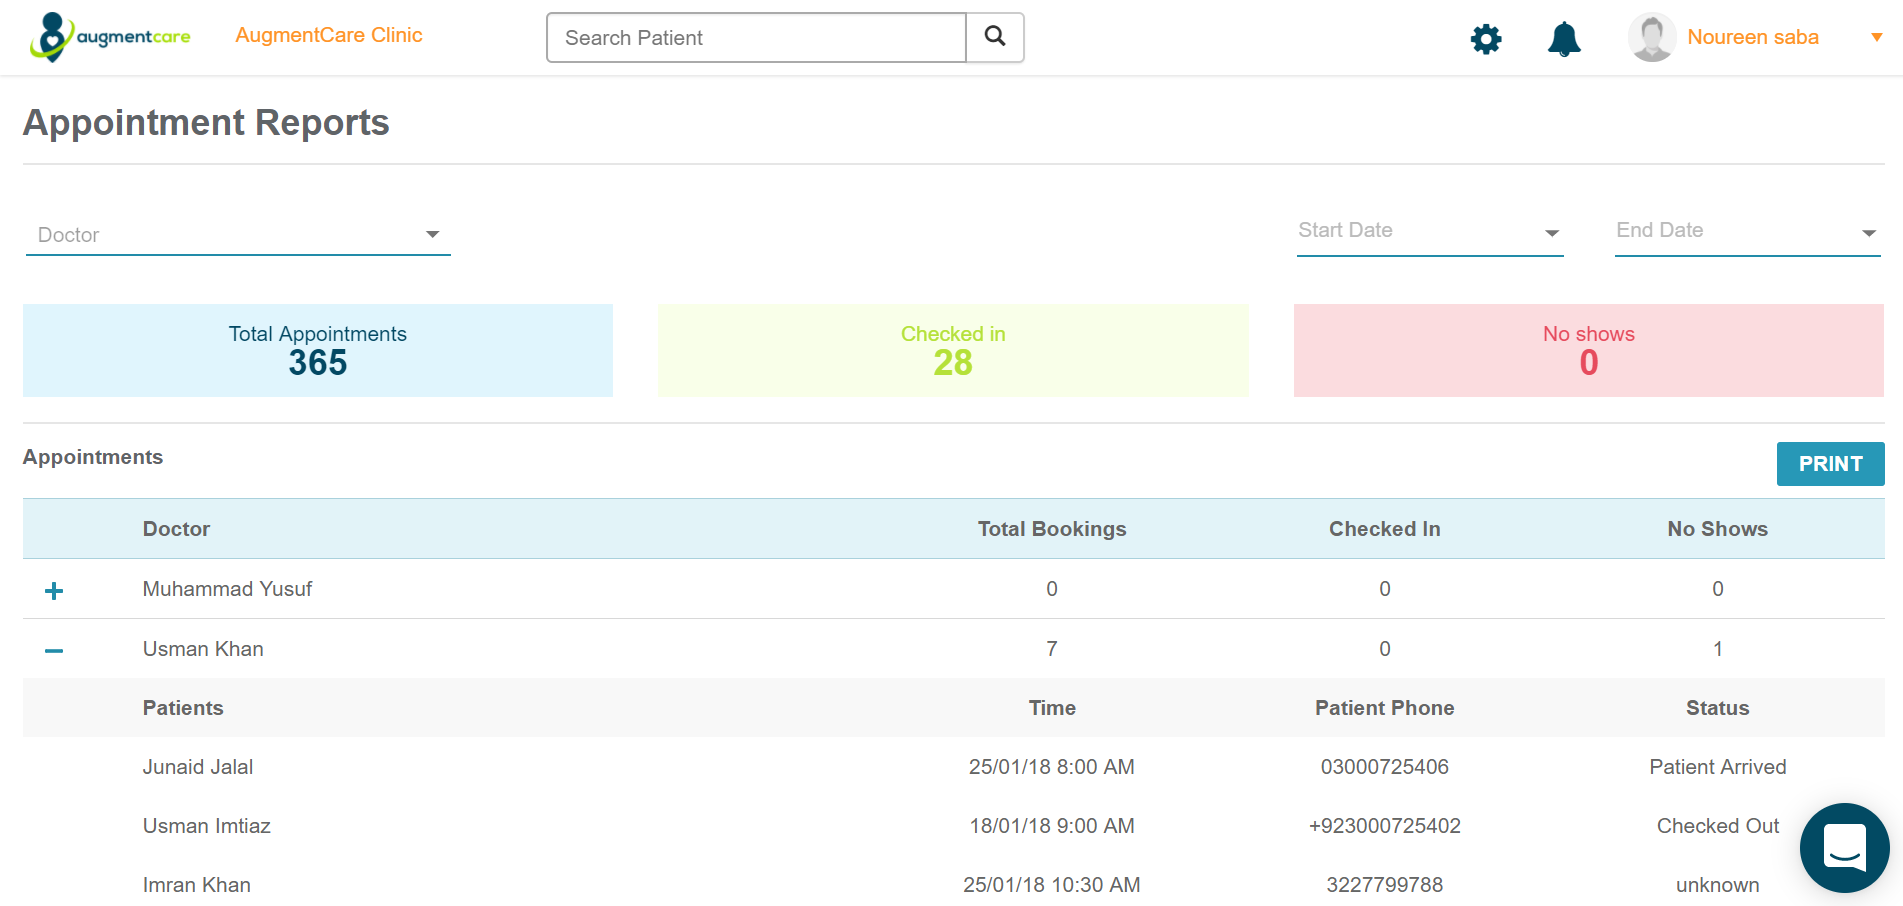 augmentcare AugmentCare Clinic Search Patient Noureen saba
Appointment Reports
Doctor Start Date End Date
Total Appointments Checked in No shows
365 28 0
Appointments PRINT
Doctor Total Bookings Checked In No Shows
Muhammad Yusuf 0 0 0
Usman Khan 7 0 1
Patients Time Patient Phone Status
Junaid Jalal 25/01/18 8:00 AM 03000725406 Patient Arrived
Usman Imtiaz 18/01/18 9:00 AM +923000725402 Checked Out
Imran Khan 25/01/18 10:30 AM 3227799788 unknown